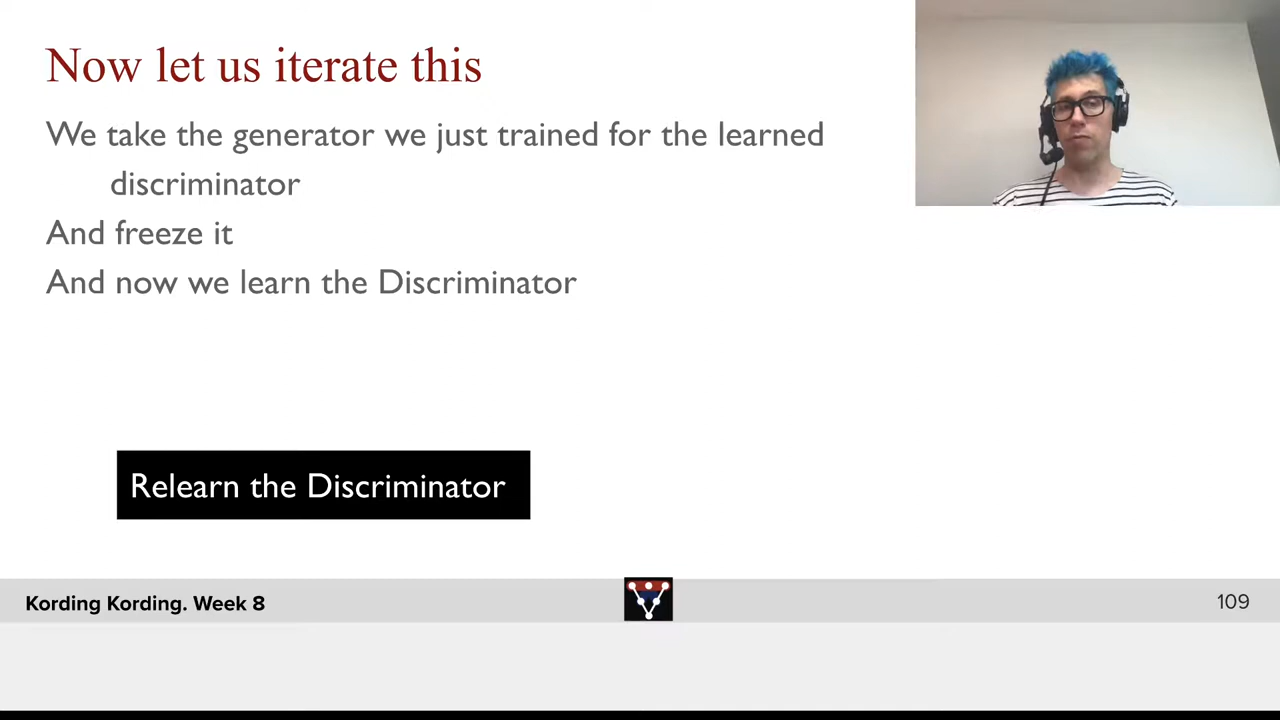 Now let us iterate this
We take the generator we just trained for the learned
discriminator
And freeze it
And now we learn the Discriminator
Relearn the Discriminator
Kording Kording. Week 8
109